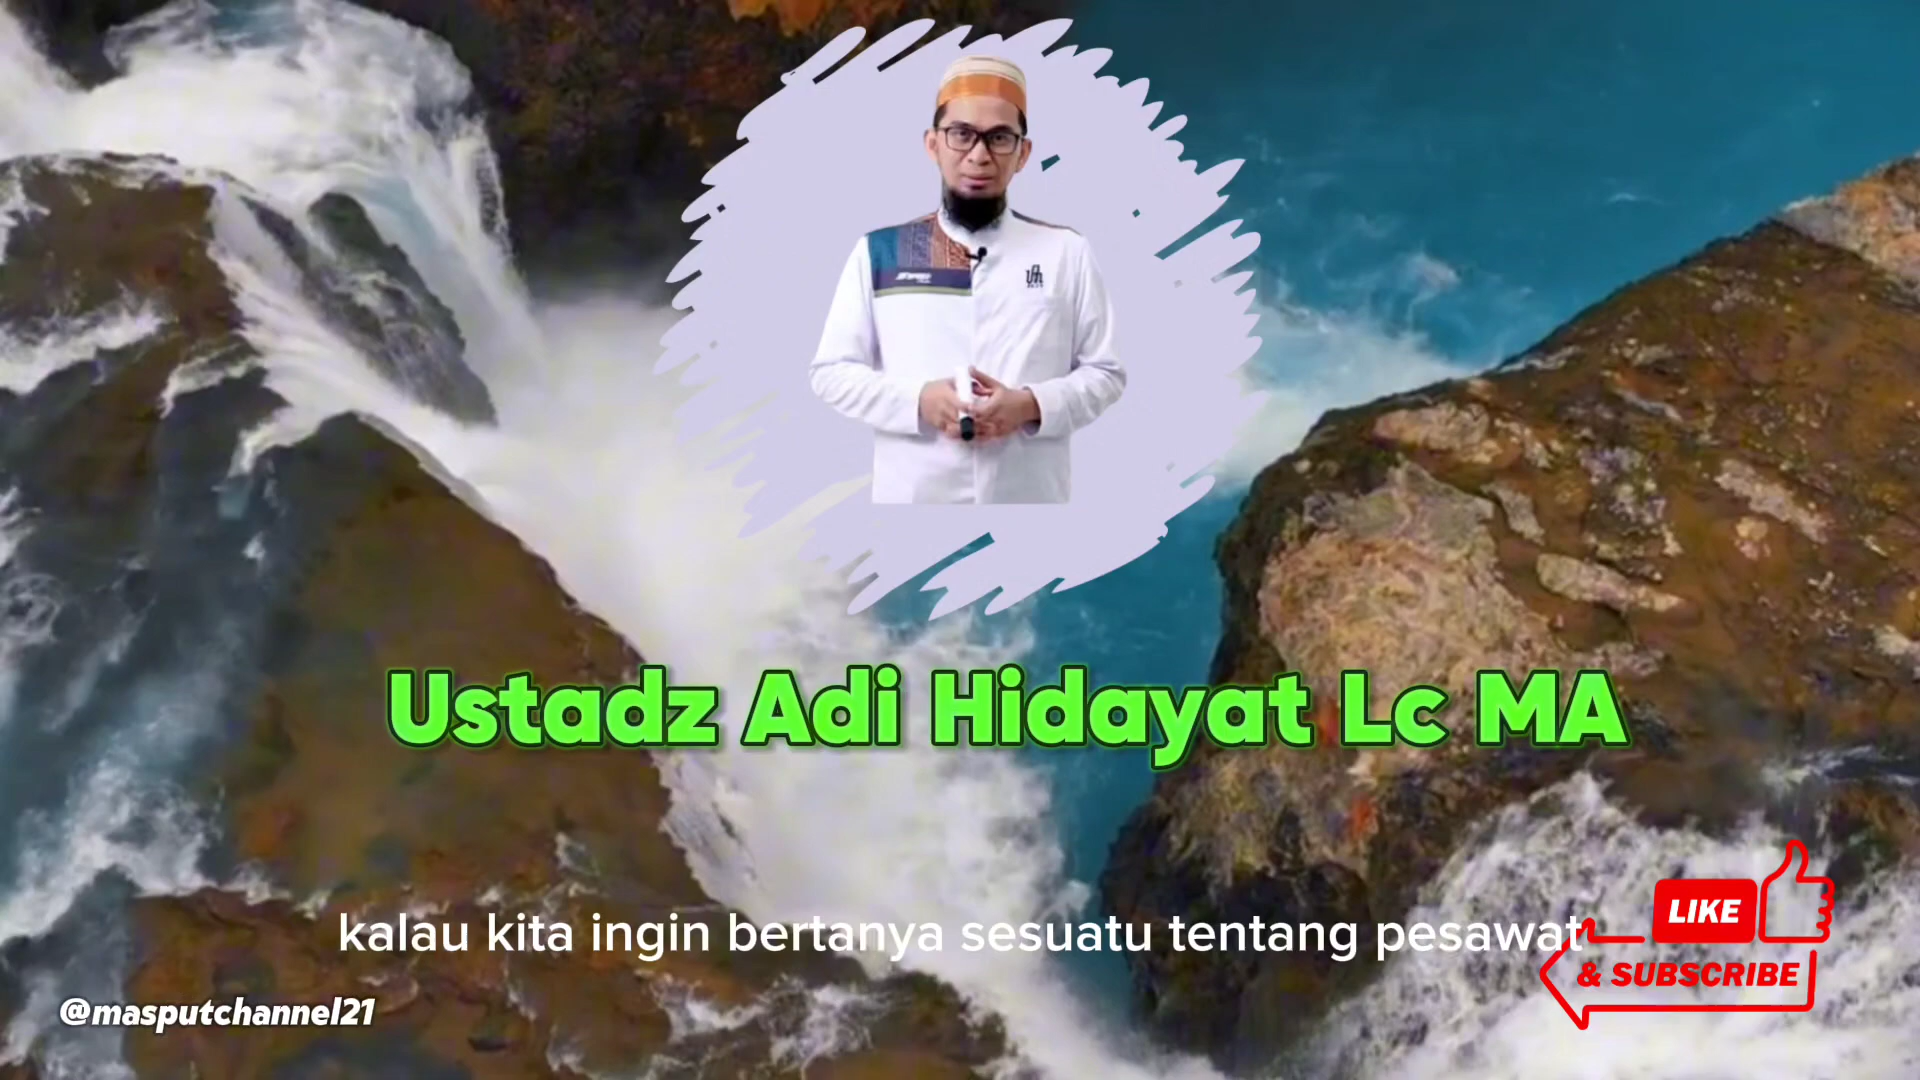 Ustadz Adi Hidayat Lc MA
kalau kita ingin bertanya sesuatu tentang pesawat
LIKE
& SUBSCRIBE
@masputchannel21